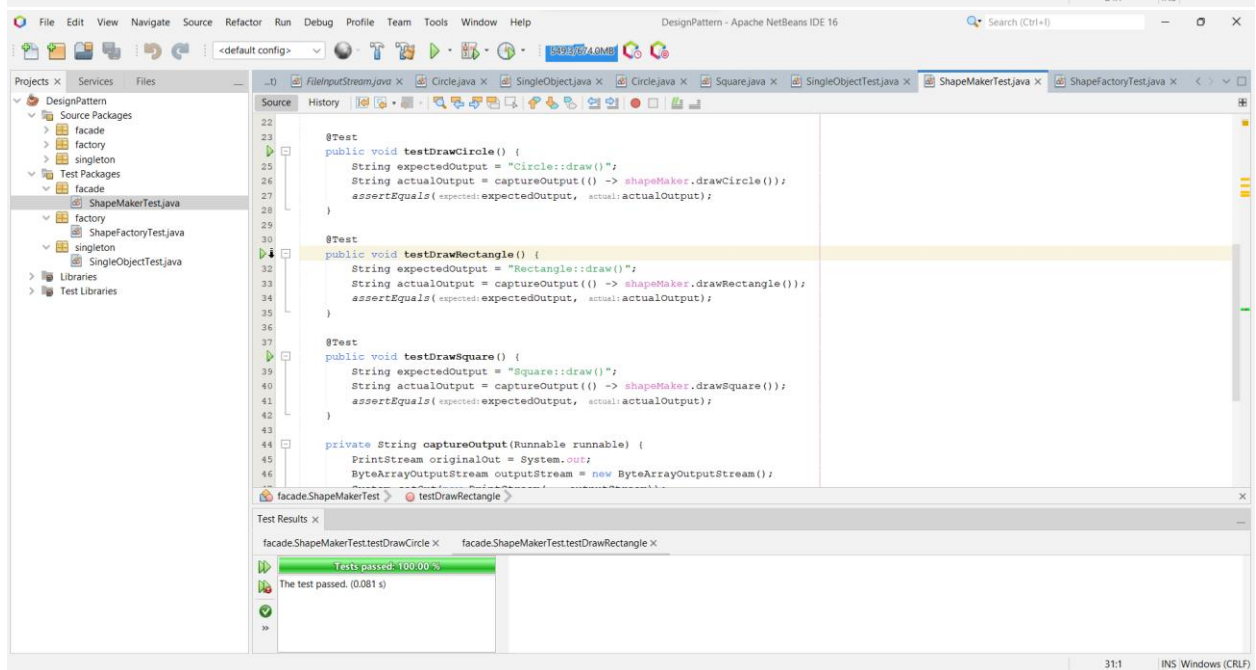 File Edit View Navigate Source Refactor Run Debug Profile Team Tools Window Help DesignPattern - Apache NetBeans IDE 16 Search (Ctrl+I)
<default config>
Projects Services Files
...t) FileInputStream.java Circle.java SingleObject.java Circle.java Square.java SingleObjectTest.java ShapeMakerTest.java ShapeFactoryTest.java
DesignPattern
Source Packages
facade
factory
singleton
Test Packages
facade
ShapeMakerTest.java
factory
ShapeFactoryTest.java
singleton
SingleObjectTest.java
Libraries
Test Libraries
Source History
22
23 @Test
public void testDrawCircle() {
25 String expectedOutput = "Circle::draw()";
26 String actualOutput = captureOutput(() -> shapeMaker.drawCircle());
27 assertEquals( expected: expectedOutput, actual: actualOutput);
28 }
29
30 @Test
public void testDrawRectangle() {
32 String expectedOutput = "Rectangle::draw()";
33 String actualOutput = captureOutput(() -> shapeMaker.drawRectangle());
34 assertEquals( expected: expectedOutput, actual: actualOutput);
35 }
36
37 @Test
public void testDrawSquare() {
39 String expectedOutput = "Square::draw()";
40 String actualOutput = captureOutput(() -> shapeMaker.drawSquare());
41 assertEquals( expected: expectedOutput, actual: actualOutput);
42 }
43
44 private String captureOutput(Runnable runnable) {
45 PrintStream originalOut = System.out;
46 ByteArrayOutputStream outputStream = new ByteArrayOutputStream();
facade.ShapeMakerTest testDrawRectangle
Test Results
facade.ShapeMakerTest.testDrawCircle facade.ShapeMakerTest.testDrawRectangle
Tests passed: 100.00 %
The test passed. (0.081 s)
31:1 INS Windows (CRLF)